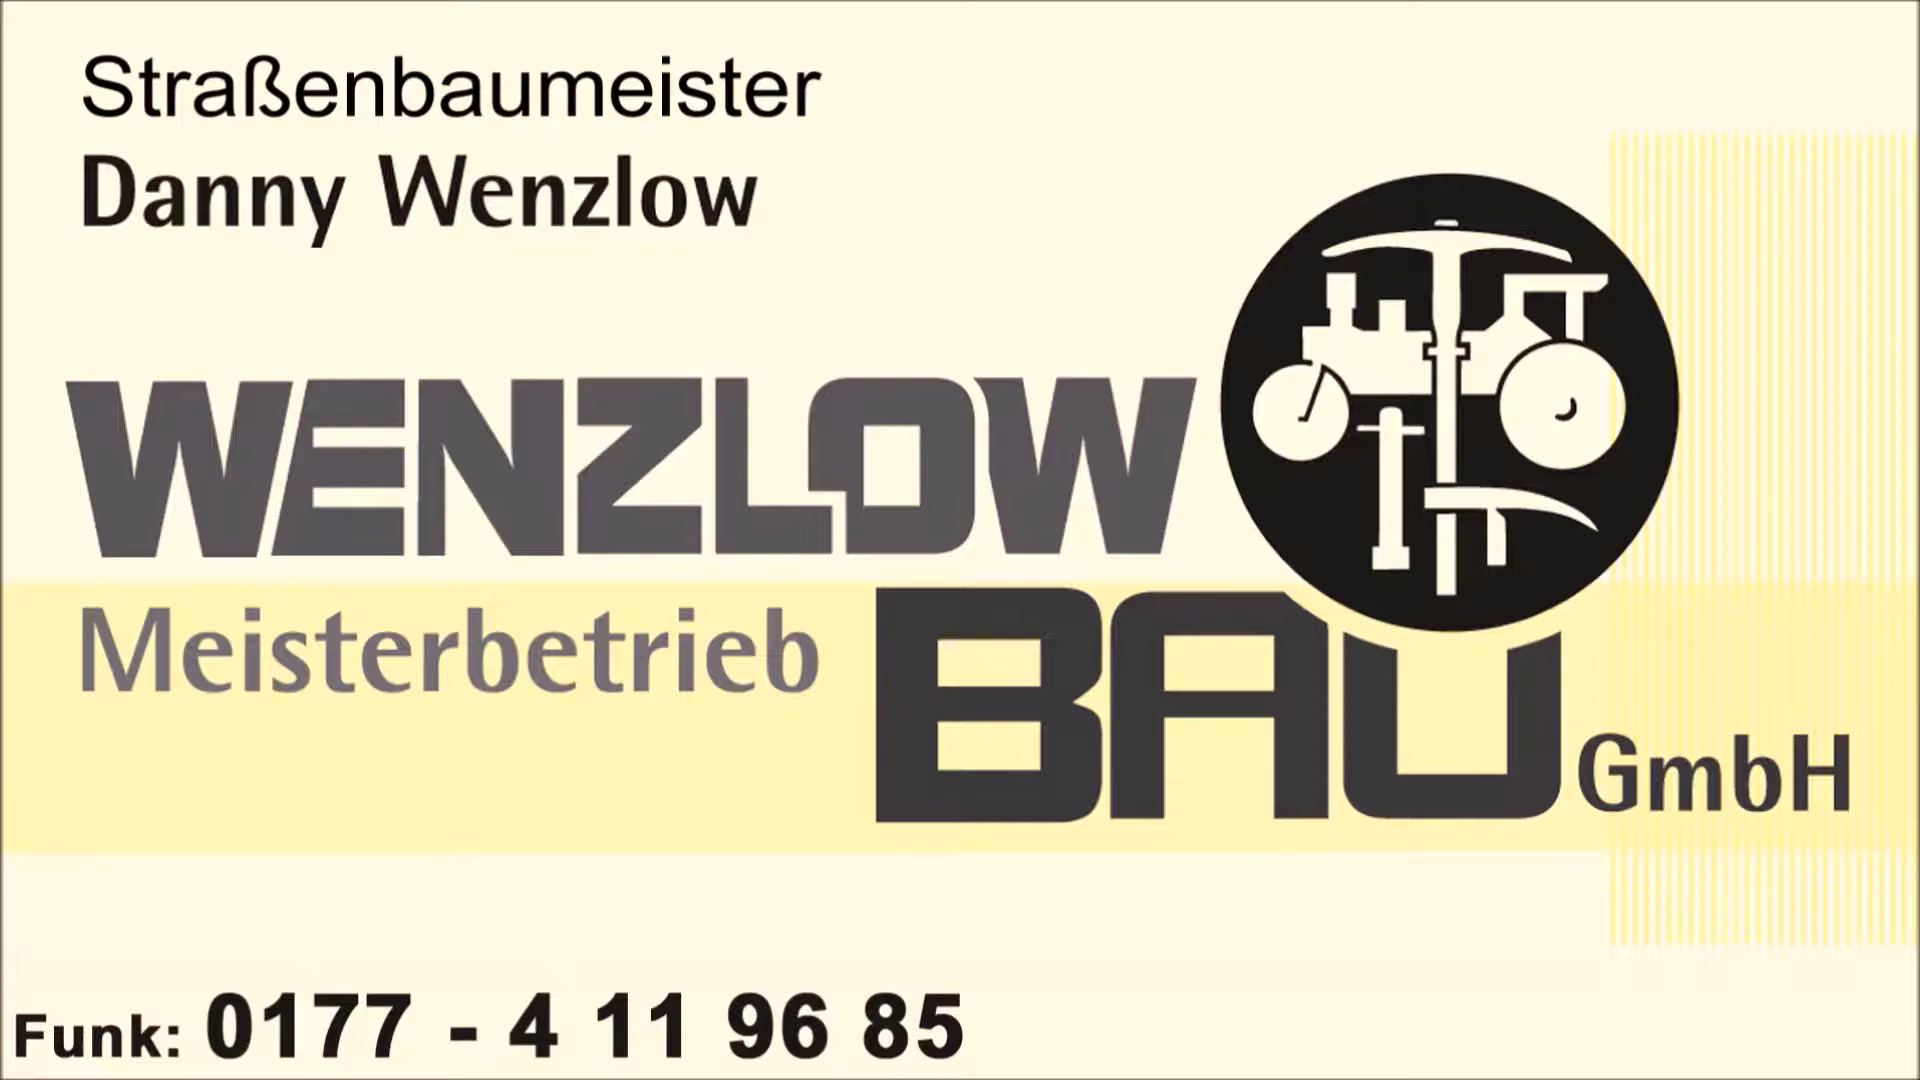 Straßenbaumeister
Danny Wenzlow
WENZLOW
Meisterbetrieb
BAU GmbH
Funk: 0177 - 4 11 96 85